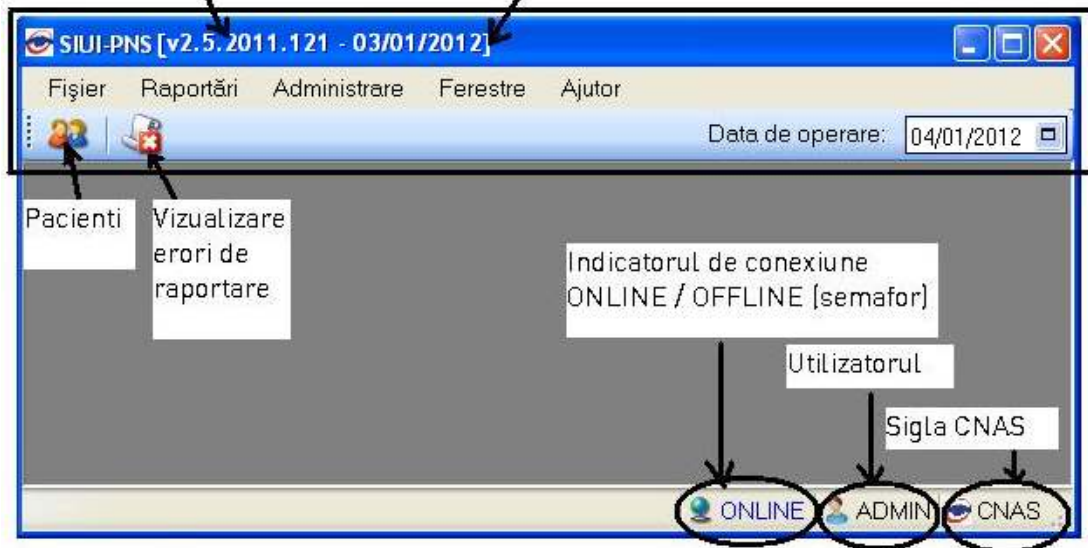 SIUI-PNS [v2.5.2011.121 - 03/01/2012]
Fişier Raportări Administrare Ferestre Ajutor
Data de operare: 04/01/2012
Pacienti
Vizualizare
erori de
raportare
Indicatorul de conexiune
ONLINE / OFFLINE (semafor)
Utilizatorul
Sigla CNAS
ONLINE ADMIN CNAS